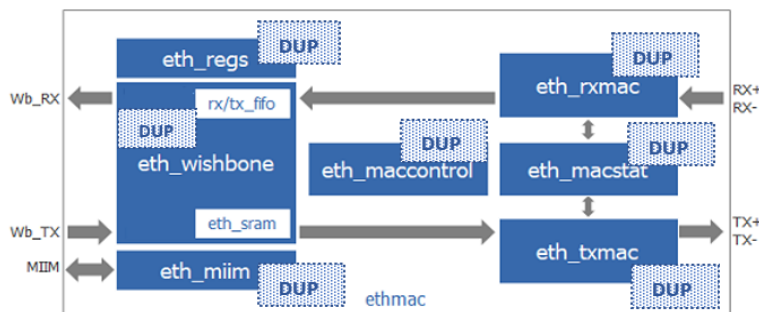 DUP
eth_regs
DUP
eth_rxmac
Wb_RX
rx/tx_fifo
RX+
RX-
DUP
eth_wishbone
DUP
eth_maccontrol
DUP
eth_macstat
eth_sram
Wb_TX
TX+
TX-
eth_txmac
MIIM
eth_miim
DUP
DUP
ethmac